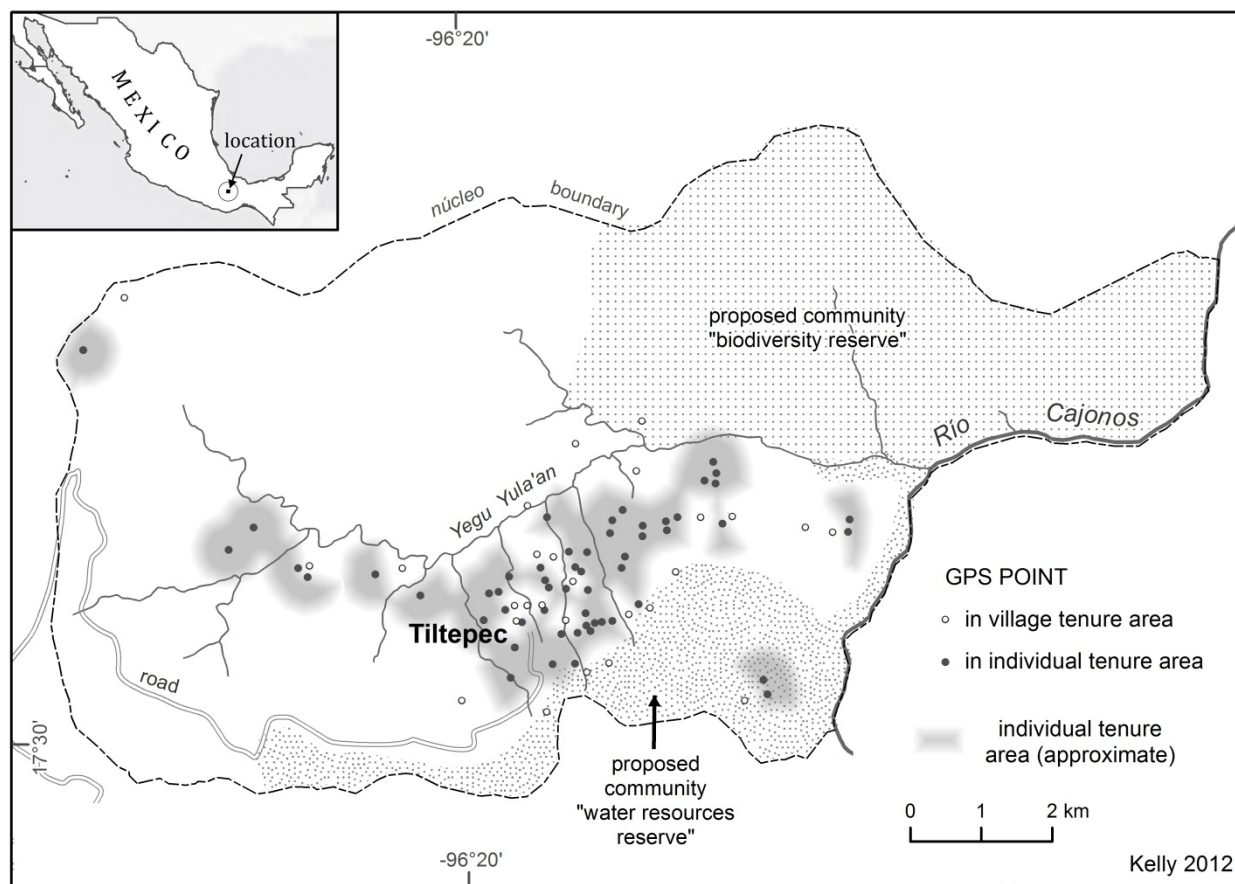 -96°20'
MEXICO
location
núcleo
boundary
proposed community
"biodiversity reserve"
Río
Cajonos
Yegu Yula'an
Tiltepec
road
17°30'
proposed
community
"water resources
reserve"
-96°20'
GPS POINT
in village tenure area
in individual tenure area
individual tenure
area (approximate)
0 1 2 km
Kelly 2012